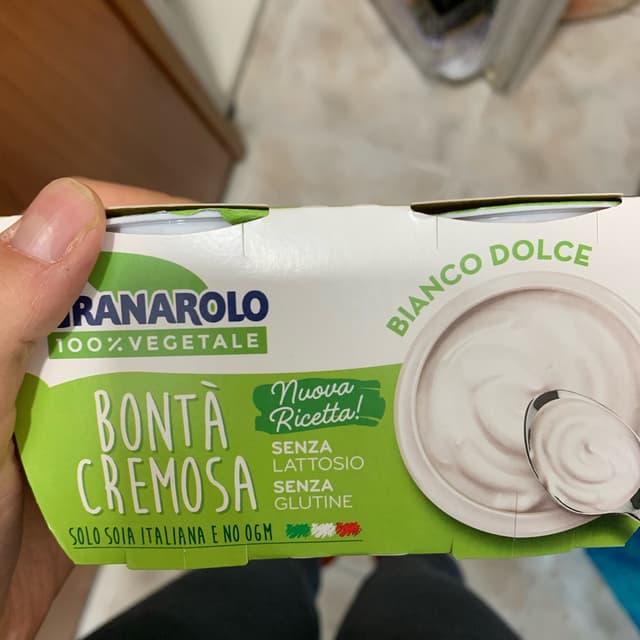 BIANCO DOLCE
GRANAROLO
100% VEGETALE
BONTÀ
CREMOSA
Nuova
Ricetta!
SENZA
LATTOSIO
SENZA
GLUTINE
SOLO SOIA ITALIANA E NO OGM